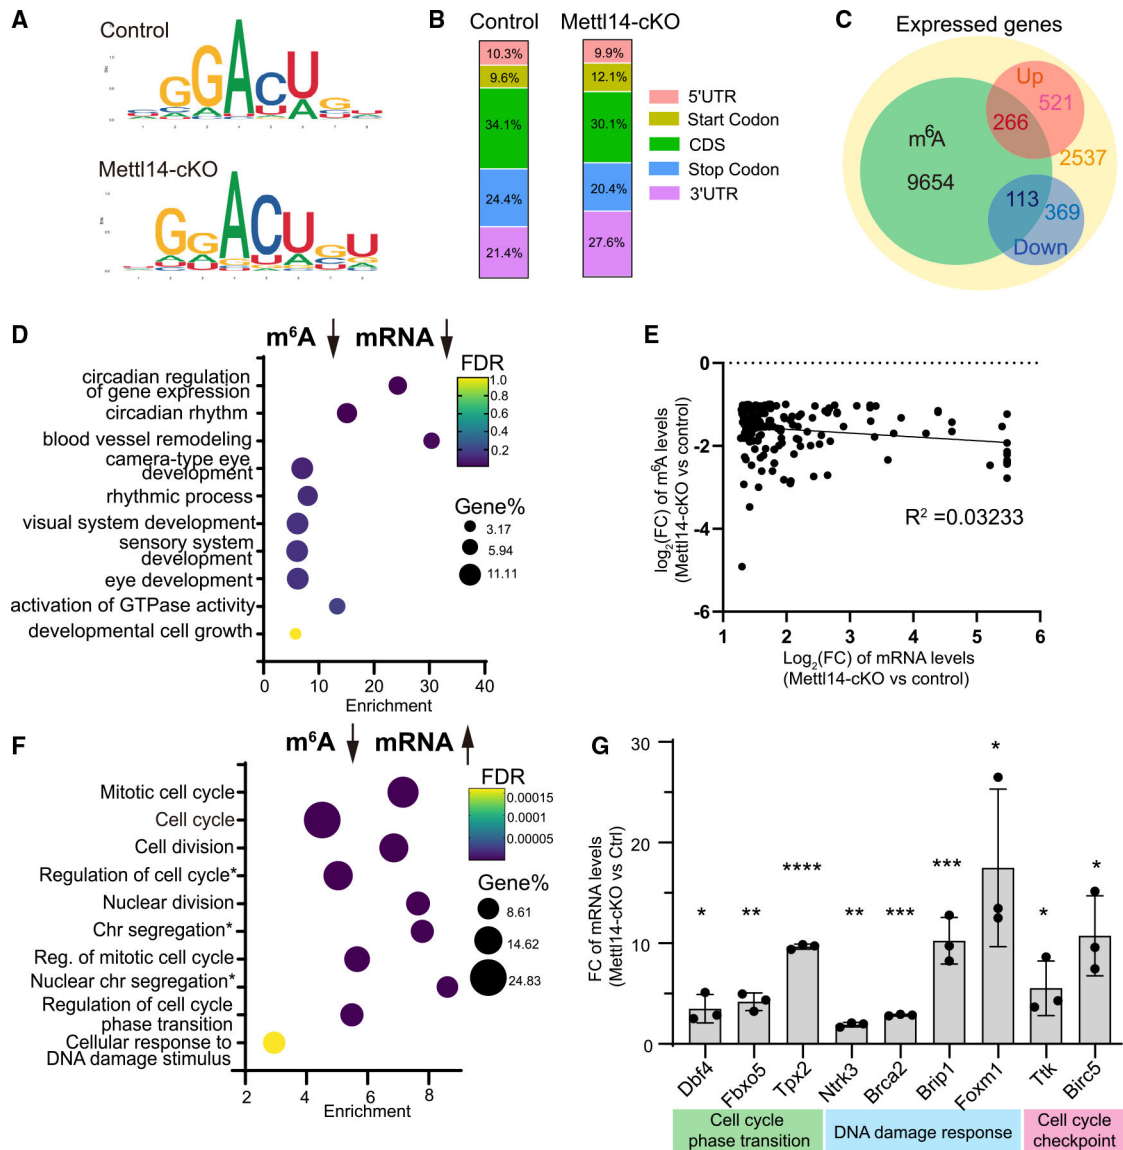 A
Control
GGACU
Mettl14-cKO
GGACUGU
B
Control Mettl14-cKO
10.3% 9.9%
9.6% 12.1%
34.1% 30.1%
24.4% 20.4%
21.4% 27.6%
5'UTR
Start Codon
CDS
Stop Codon
3'UTR
C
Expressed genes
Up
521
266
m⁶A
2537
9654
113
369
Down
D
m⁶A ↓ mRNA ↓
circadian regulation
of gene expression
circadian rhythm
blood vessel remodeling
camera-type eye
development
rhythmic process
visual system development
sensory system
development
eye development
activation of GTPase activity
developmental cell growth
0 10 20 30 40
Enrichment
FDR
1.0
0.8
0.6
0.4
0.2
Gene%
3.17
5.94
11.11
E
0
-2
-4
-6
log₂(FC) of m⁶A levels
(Mettl14-cKO vs control)
R² =0.03233
1 2 3 4 5 6
Log₂(FC) of mRNA levels
(Mettl14-cKO vs control)
F
m⁶A ↓ mRNA ↑
Mitotic cell cycle
Cell cycle
Cell division
Regulation of cell cycle*
Nuclear division
Chr segregation*
Reg. of mitotic cell cycle
Nuclear chr segregation*
Regulation of cell cycle
phase transition
Cellular response to
DNA damage stimulus
2 4 6 8
Enrichment
FDR
0.00015
0.0001
0.00005
Gene%
8.61
14.62
24.83
G
30
20
10
0
FC of mRNA levels
(Mettl14-cKO vs Ctrl)
* ** **** ** *** *** * * *
Dbf4 Fbxo5 Tpx2 Ntrk3 Brca2 Brip1 Foxm1 Ttk Birc5
Cell cycle
phase transition
DNA damage response
Cell cycle
checkpoint